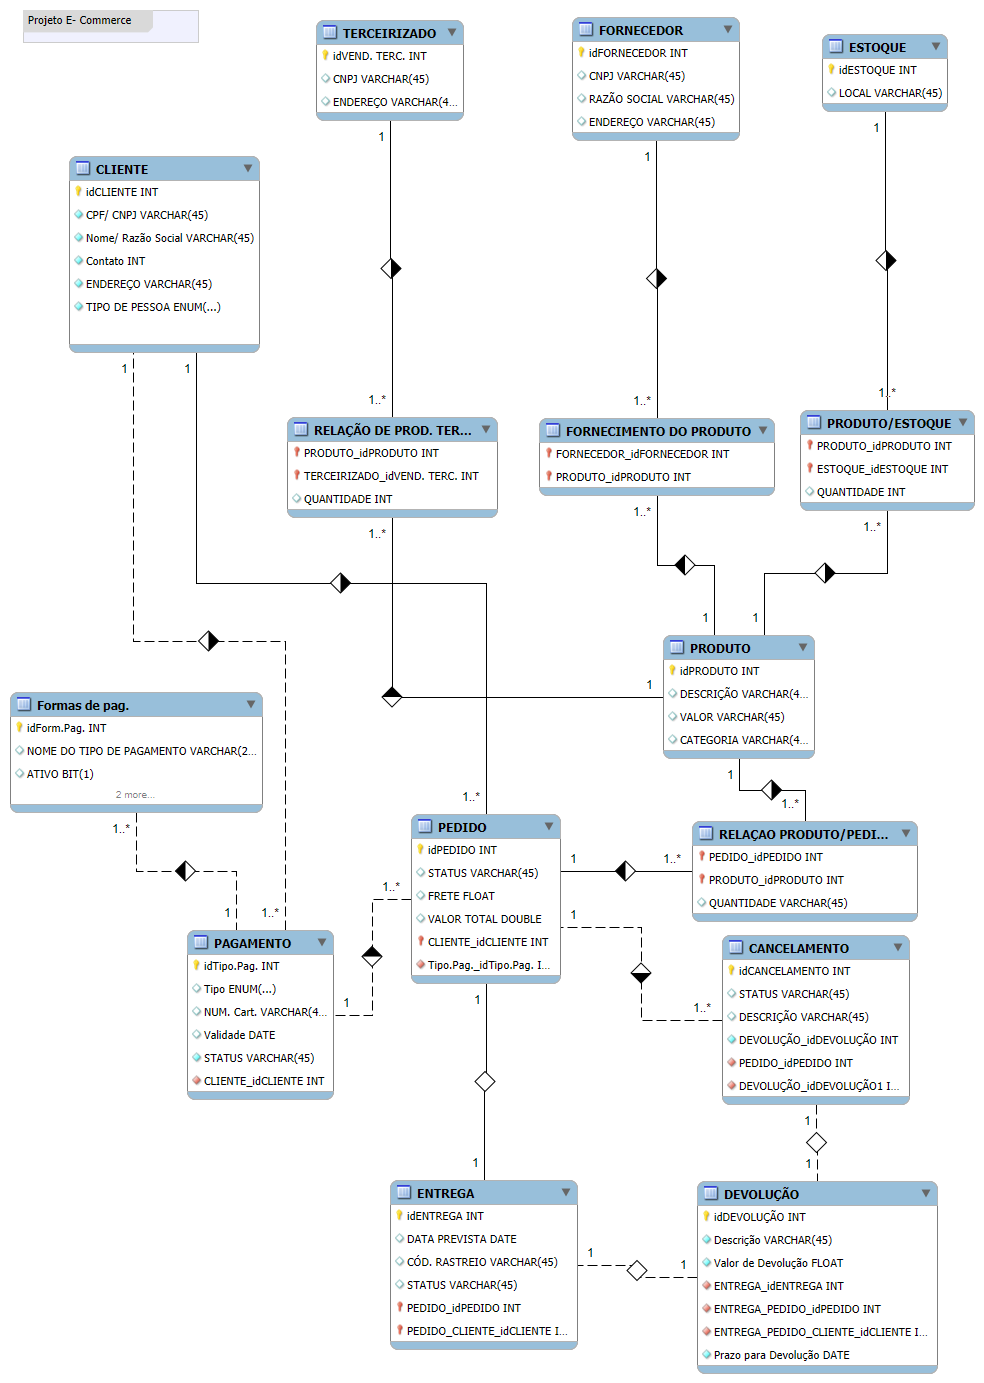 Projeto E- Commerce
TERCEIRIZADO
idVEND. TERC. INT
CNPJ VARCHAR(45)
ENDEREÇO VARCHAR(4...
1
FORNECEDOR
idFORNECEDOR INT
CNPJ VARCHAR(45)
RAZÃO SOCIAL VARCHAR(45)
ENDEREÇO VARCHAR(45)
1
ESTOQUE
idESTOQUE INT
LOCAL VARCHAR(45)
1
CLIENTE
idCLIENTE INT
CPF/ CNPJ VARCHAR(45)
Nome/ Razão Social VARCHAR(45)
Contato INT
ENDEREÇO VARCHAR(45)
TIPO DE PESSOA ENUM(...)
1
1
1..*
RELAÇÃO DE PROD. TER...
PRODUTO_idPRODUTO INT
TERCEIRIZADO_idVEND. TERC. INT
QUANTIDADE INT
1..*
1..*
FORNECIMENTO DO PRODUTO
FORNECEDOR_idFORNECEDOR INT
PRODUTO_idPRODUTO INT
1..*
1..*
PRODUTO/ESTOQUE
PRODUTO_idPRODUTO INT
ESTOQUE_idESTOQUE INT
QUANTIDADE INT
1..*
1
1
1
PRODUTO
idPRODUTO INT
DESCRIÇÃO VARCHAR(4...
VALOR VARCHAR(45)
CATEGORIA VARCHAR(4...
1
1..*
Formas de pag.
idForm.Pag. INT
NOME DO TIPO DE PAGAMENTO VARCHAR(2...
ATIVO BIT(1)
2 more...
1..*
1
1..*
1..*
PEDIDO
idPEDIDO INT
STATUS VARCHAR(45)
FRETE FLOAT
VALOR TOTAL DOUBLE
CLIENTE_idCLIENTE INT
Tipo.Pag._idTipo.Pag. I...
1..*
1
1
1..*
1
1..*
1
RELAÇAO PRODUTO/PEDI...
PEDIDO_idPEDIDO INT
PRODUTO_idPRODUTO INT
QUANTIDADE VARCHAR(45)
PAGAMENTO
idTipo.Pag. INT
Tipo ENUM(...)
NUM. Cart. VARCHAR(4...
Validade DATE
STATUS VARCHAR(45)
CLIENTE_idCLIENTE INT
CANCELAMENTO
idCANCELAMENTO INT
STATUS VARCHAR(45)
DESCRIÇÃO VARCHAR(45)
DEVOLUÇÃO_idDEVOLUÇÃO INT
PEDIDO_idPEDIDO INT
DEVOLUÇÃO_idDEVOLUÇÃO1 I...
1
1
1
ENTREGA
idENTREGA INT
DATA PREVISTA DATE
CÓD. RASTREIO VARCHAR(45)
STATUS VARCHAR(45)
PEDIDO_idPEDIDO INT
PEDIDO_CLIENTE_idCLIENTE I...
1
1
DEVOLUÇÃO
idDEVOLUÇÃO INT
Descrição VARCHAR(45)
Valor de Devolução FLOAT
ENTREGA_idENTREGA INT
ENTREGA_PEDIDO_idPEDIDO INT
ENTREGA_PEDIDO_CLIENTE_idCLIENTE I...
Prazo para Devolução DATE